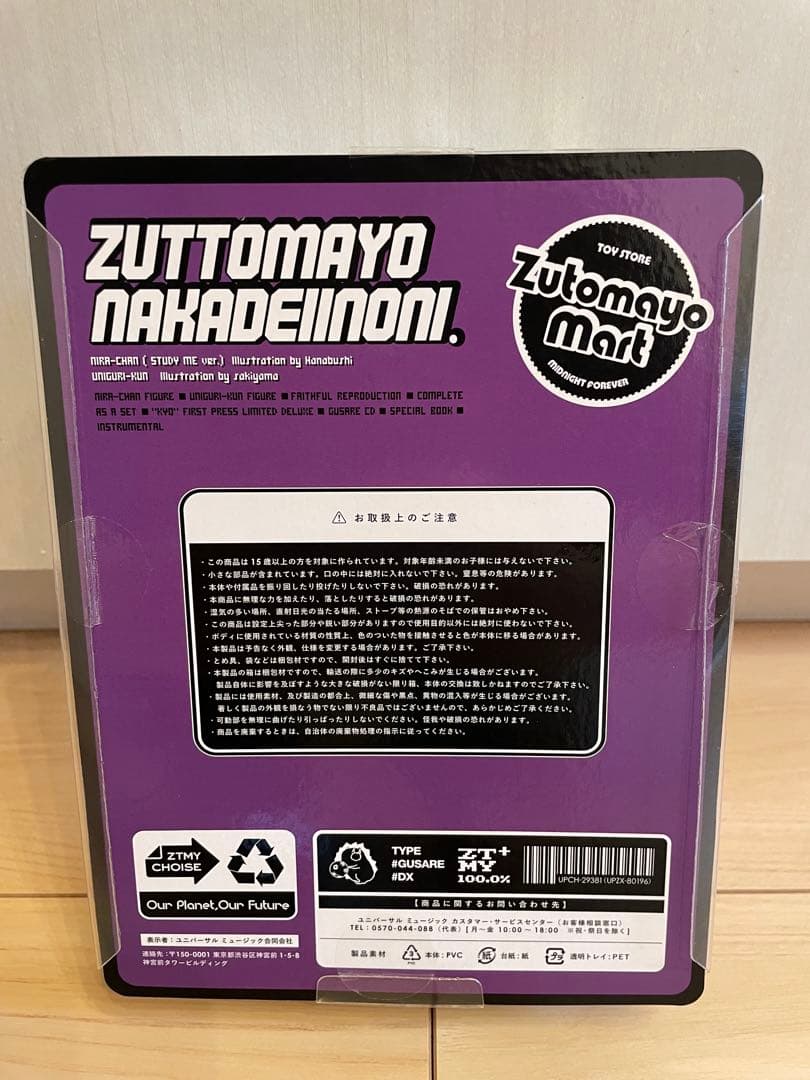 ZUTTOMAYO
NAKADEIINONI.
TOY STORE
Zutomayo
Mart
MIDNIGHT FOREVER
NIRA-CHAN ( STUDY ME ver.) Illustration by Hanabushi
UNIGURI-KUN Illustration by rakiyama
NIRA-CHAN FIGURE ■ UNIGURI-KUN FIGURE ■ FAITHFUL REPRODUCTION ■ COMPLETE
AS A SET ■ "KYO" FIRST PRESS LIMITED DELUXE ■ GUSARE CD ■ SPECIAL BOOK ■
INSTRUMENTAL
お取扱上のご注意
・この商品は15歳以上の方を対象に作られています。対象年齢未満のお子様には与えないで下さい。
・小さな部品が含まれています。口の中には絶対に入れないで下さい。窒息等の危険があります。
・本体や付属品を振り回したり投げたりしないで下さい。破損の恐れがあります。
・本商品に無理な力を加えたり、落としたりすると破損の恐れがあります。
・湿気の多い場所、直射日光の当たる場所、ストーブ等の熱源のそばでの保管はおやめ下さい。
・この商品は設定上尖った部分や鋭い部分がありますので使用目的以外には絶対に使わないで下さい。
・ボディに使用されている材質の性質上、色のついた物を接触させると色が本体に移る場合があります。
・本製品は予告なく外観、仕様を変更する場合があります。ご了承下さい。
・とめ具、袋などは梱包材ですので、開封後はすぐに捨てて下さい。
・本製品の箱は梱包材ですので、輸送の際に多少のキズやへこみが生じる場合がございます。
製品自体に影響を及ぼすような大きな破損がない限り箱、本体の交換は致しかねますのでご了承下さい。
・製品には使用素材、及び製造の都合上、微細な傷や黒点、異物の混入等が生じる場合がございます。
著しく製品の外観を損なう物でない限り不良品ではございませんので、あらかじめご了承ください。
・可動部を無理に曲げたり引っぱったりしないでください。怪我や破損の恐れがあります。
・商品を廃棄するときは、自治体の廃棄物処理の指示に従ってください。
ZTMY
CHOISE
Our Planet,Our Future
表示者：ユニバーサル ミュージック合同会社
連絡先：〒150-0001 東京都渋谷区神宮前 1-5-8
神宮前タワービルディング
TYPE
#GUSARE
#DX
ZT+
MY
100.0%
UPCH-29381(UPZX-80196)
【商品に関するお問い合わせ先】
ユニバーサル ミュージック カスタマー・サービスセンター（お客様相談窓口）
TEL：0570-044-088（代表）[月～金 10:00～18:00 ※祝・祭日を除く]
製品素材 3 PVC 本体：PVC 紙 台紙：紙 プラ 透明トレイ：PET